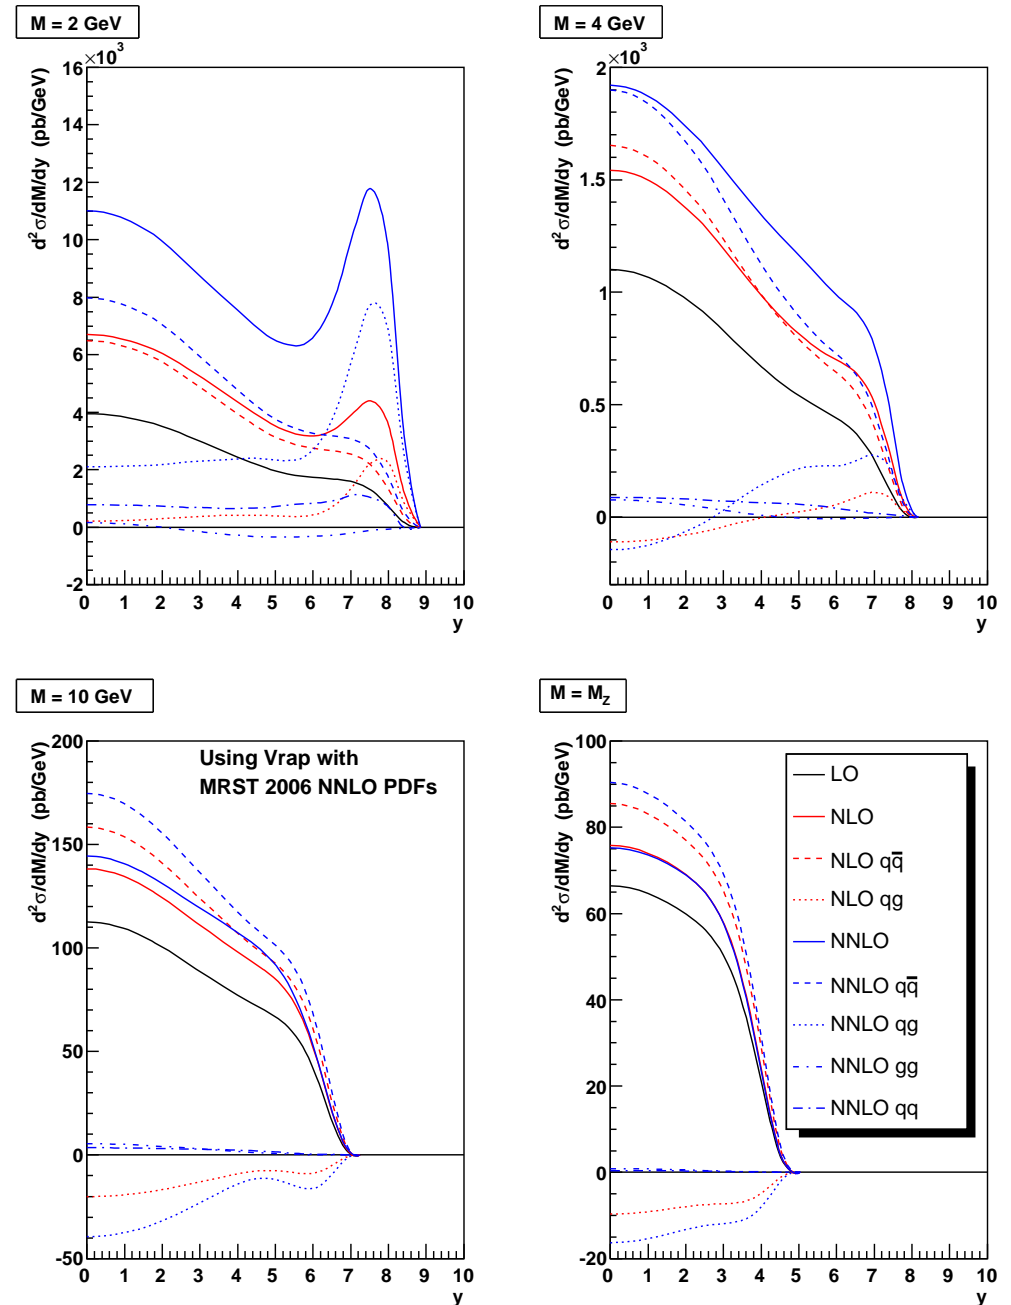 M = 2 GeV
×10³
d²σ/dM/dy (pb/GeV)
16
14
12
10
8
6
4
2
0
-2
0 1 2 3 4 5 6 7 8 9 10
y
M = 4 GeV
×10³
d²σ/dM/dy (pb/GeV)
2
1.5
1
0.5
0
0 1 2 3 4 5 6 7 8 9 10
y
M = 10 GeV
d²σ/dM/dy (pb/GeV)
200
150
100
50
0
-50
Using Vrap with
MRST 2006 NNLO PDFs
0 1 2 3 4 5 6 7 8 9 10
y
M = M_Z
d²σ/dM/dy (pb/GeV)
100
80
60
40
20
0
-20
LO
NLO
NLO qq̄
NLO qg
NNLO
NNLO qq̄
NNLO qg
NNLO gg
NNLO qq
0 1 2 3 4 5 6 7 8 9 10
y